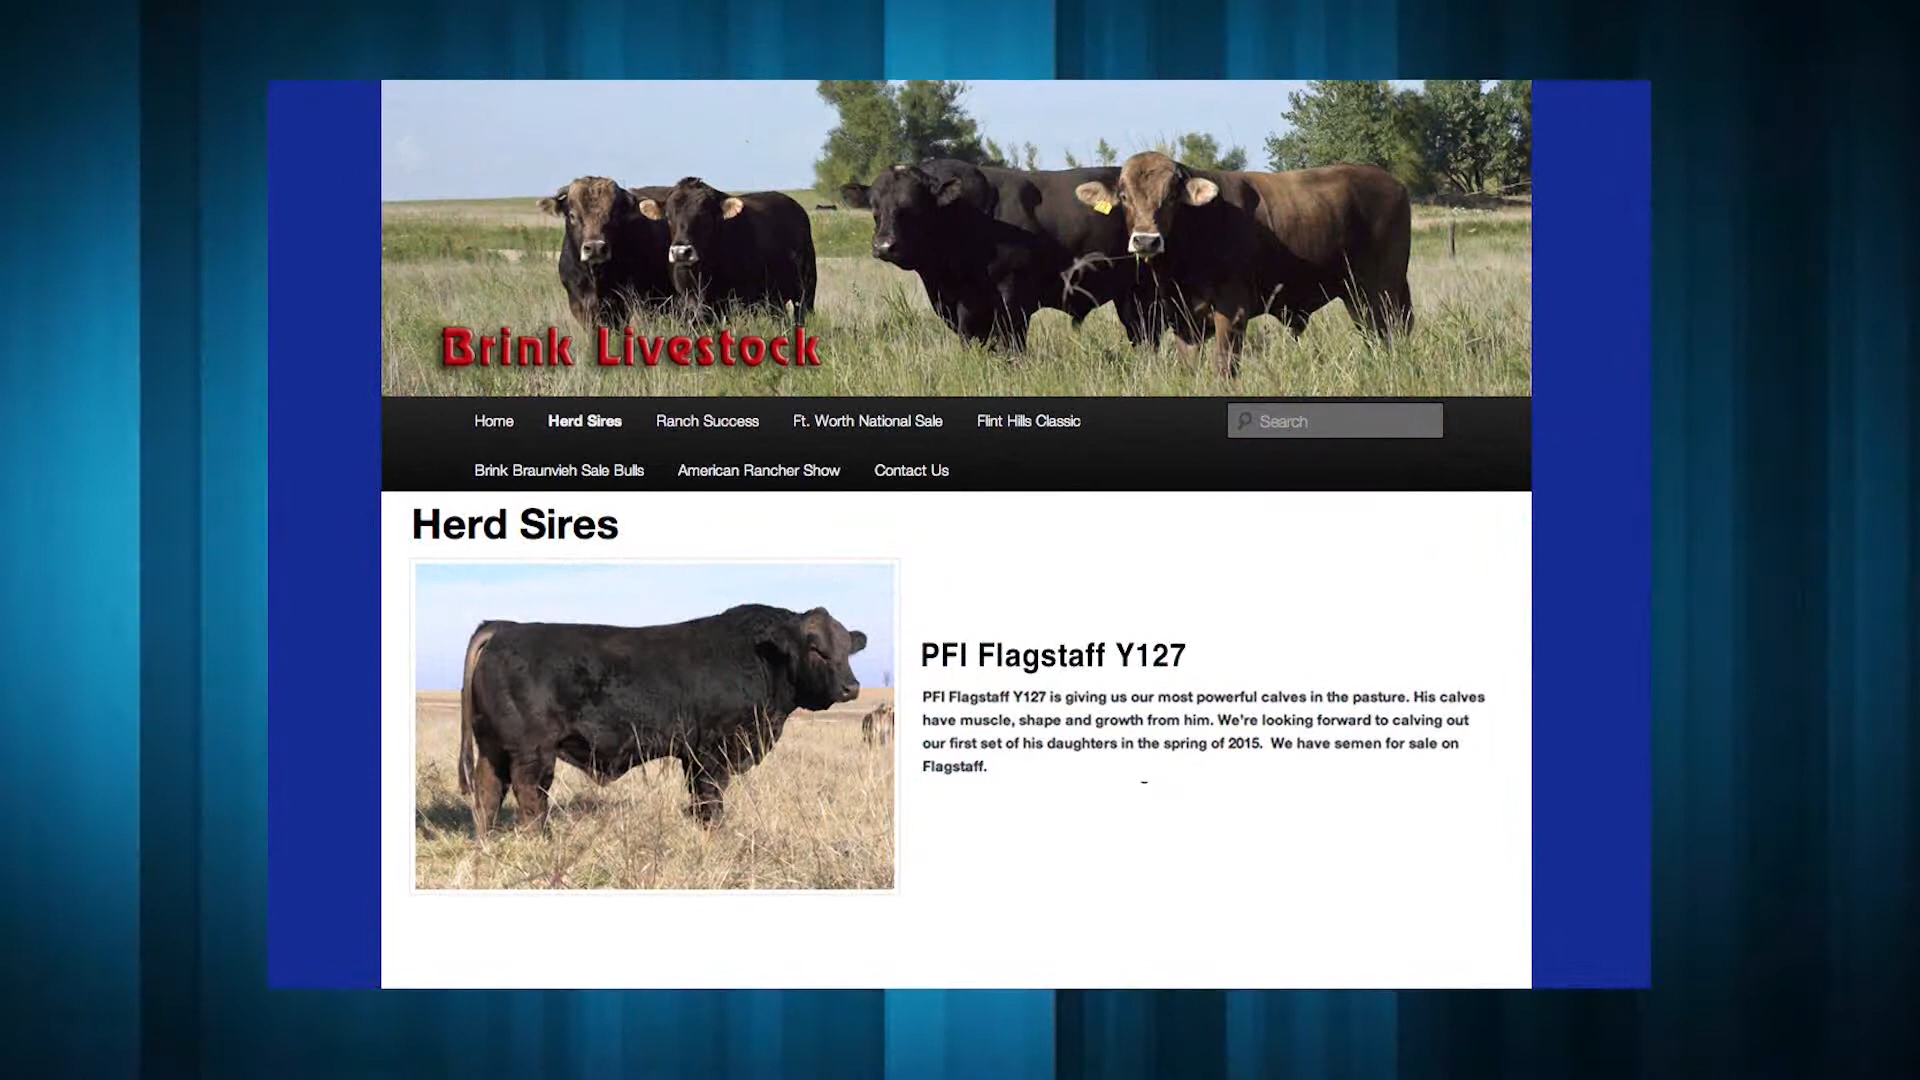 Brink Livestock
Home Herd Sires Ranch Success Ft. Worth National Sale Flint Hills Classic Search
Brink Braunvieh Sale Bulls American Rancher Show Contact Us
Herd Sires
PFI Flagstaff Y127
PFI Flagstaff Y127 is giving us our most powerful calves in the pasture. His calves
have muscle, shape and growth from him. We're looking forward to calving out
our first set of his daughters in the spring of 2015. We have semen for sale on
Flagstaff.